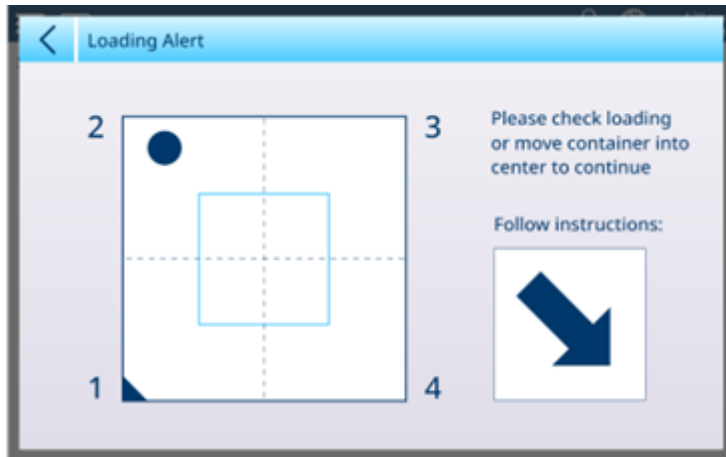 Loading Alert
2
3
Please check loading
or move container into
center to continue
Follow instructions:
1
4